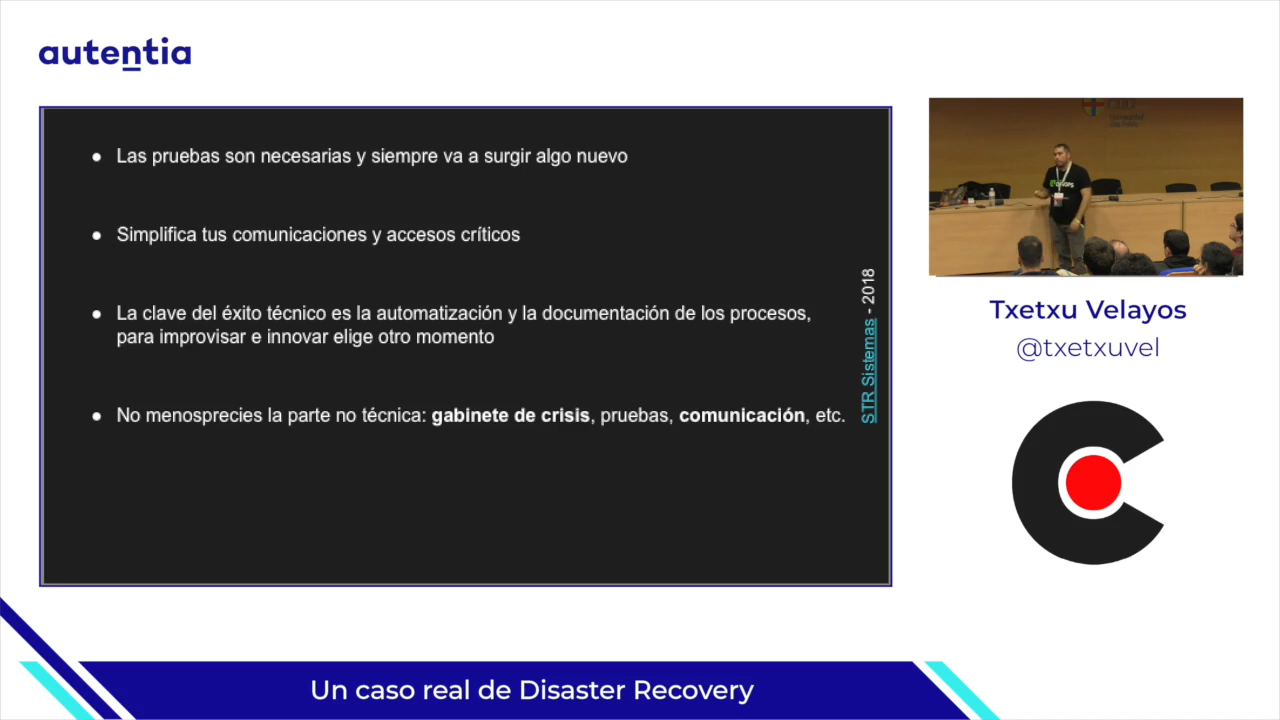 autentia
• Las pruebas son necesarias y siempre va a surgir algo nuevo
• Simplifica tus comunicaciones y accesos críticos
• La clave del éxito técnico es la automatización y la documentación de los procesos,
para improvisar e innovar elige otro momento
• No menosprecies la parte no técnica: gabinete de crisis, pruebas, comunicación, etc.
STR Sistemas - 2018
Txetxu Velayos
@txetxuvel
Un caso real de Disaster Recovery